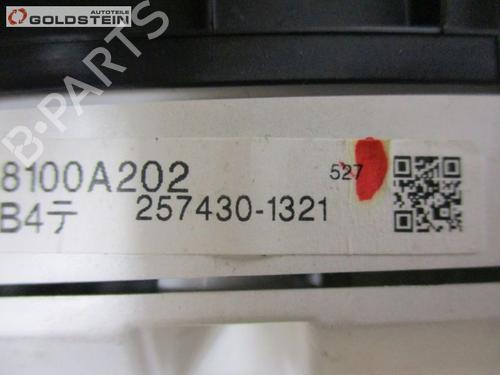 AUTOTEILE
GOLDSTEIN
B-PARTS
8100A202
527
B4テ
257430-1321